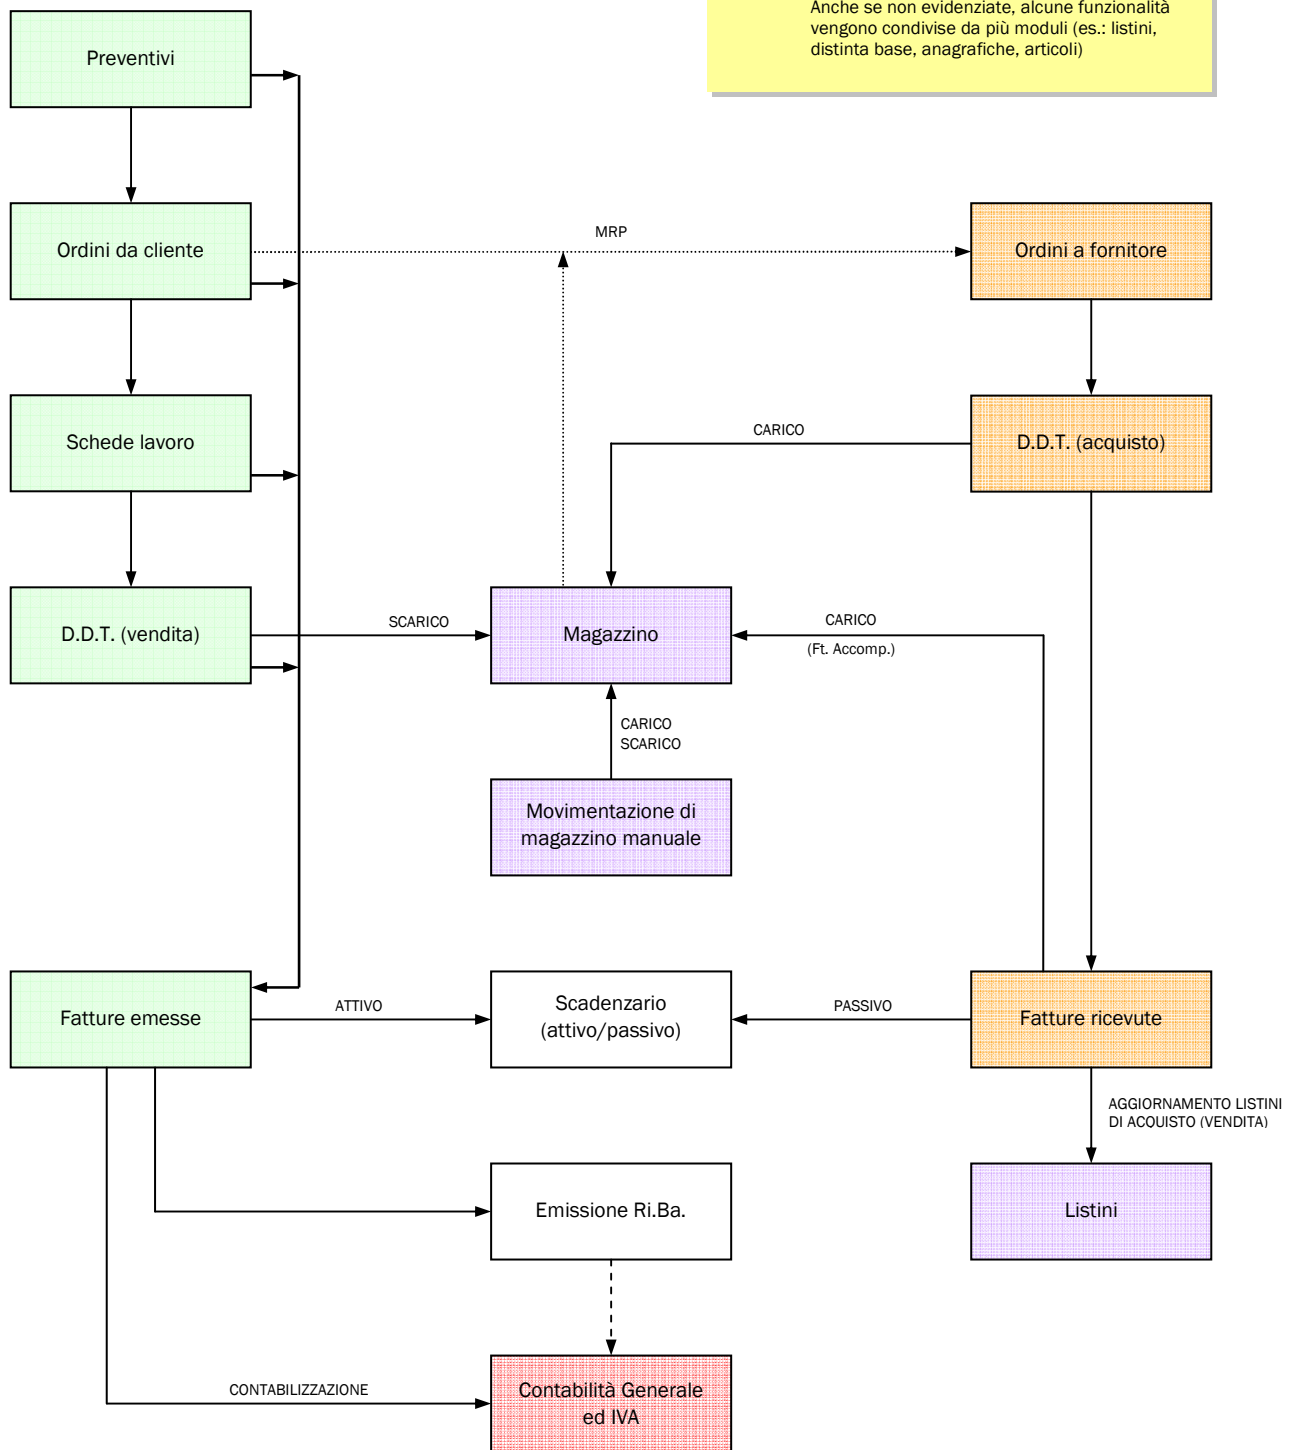 Anche se non evidenziate, alcune funzionalità
vengono condivise da più moduli (es.: listini,
distinta base, anagrafiche, articoli)
Preventivi
Ordini da cliente
MRP
Ordini a fornitore
Schede lavoro
CARICO
D.D.T. (acquisto)
D.D.T. (vendita)
SCARICO
Magazzino
CARICO
(Ft. Accomp.)
CARICO
SCARICO
Movimentazione di
magazzino manuale
Fatture emesse
ATTIVO
Scadenzario
(attivo/passivo)
PASSIVO
Fatture ricevute
AGGIORNAMENTO LISTINI
DI ACQUISTO (VENDITA)
Emissione Ri.Ba.
Listini
CONTABILIZZAZIONE
Contabilità Generale
ed IVA